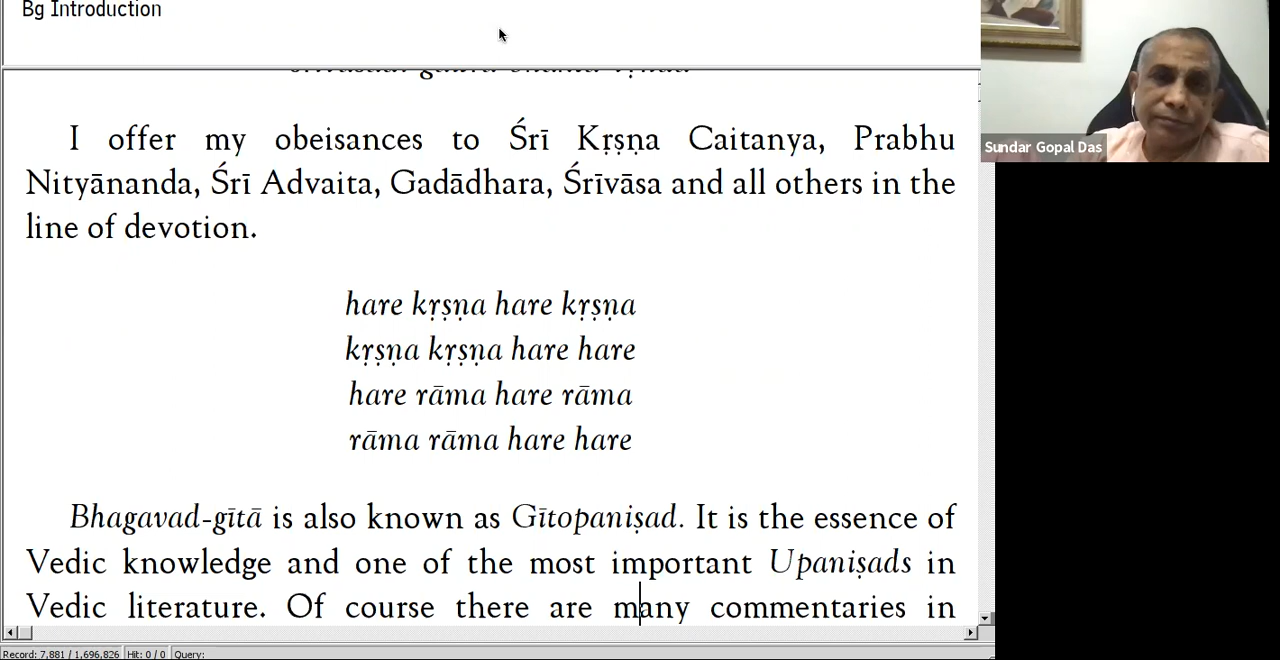 Bg Introduction
I offer my obeisances to Śrī Kṛṣṇa Caitanya, Prabhu
Nityānanda, Śrī Advaita, Gadādhara, Śrīvāsa and all others in the
line of devotion.
hare kṛṣṇa hare kṛṣṇa
kṛṣṇa kṛṣṇa hare hare
hare rāma hare rāma
rāma rāma hare hare
Bhagavad-gītā is also known as Gītopaniṣad. It is the essence of
Vedic knowledge and one of the most important Upaniṣads in
Vedic literature. Of course there are many commentaries in
Record: 7,881 / 1,696,826 Hit: 0 / 0 Query:
Sundar Gopal Das